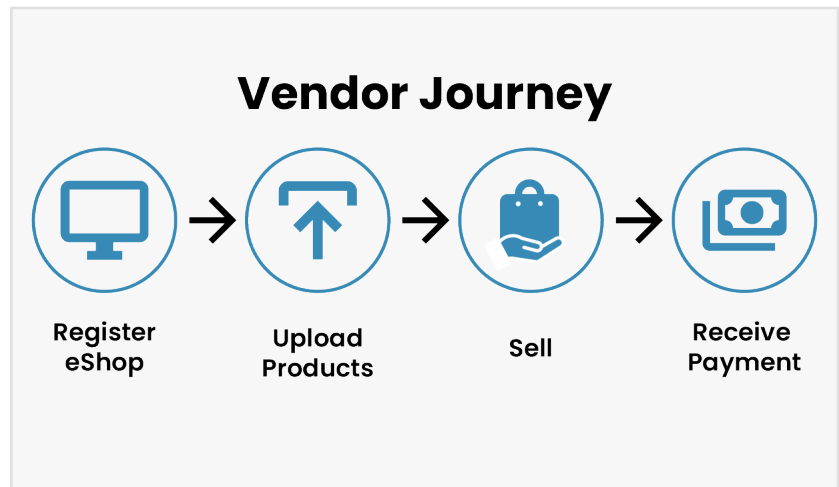 Vendor Journey
Register
eShop
Upload
Products
Sell
Receive
Payment